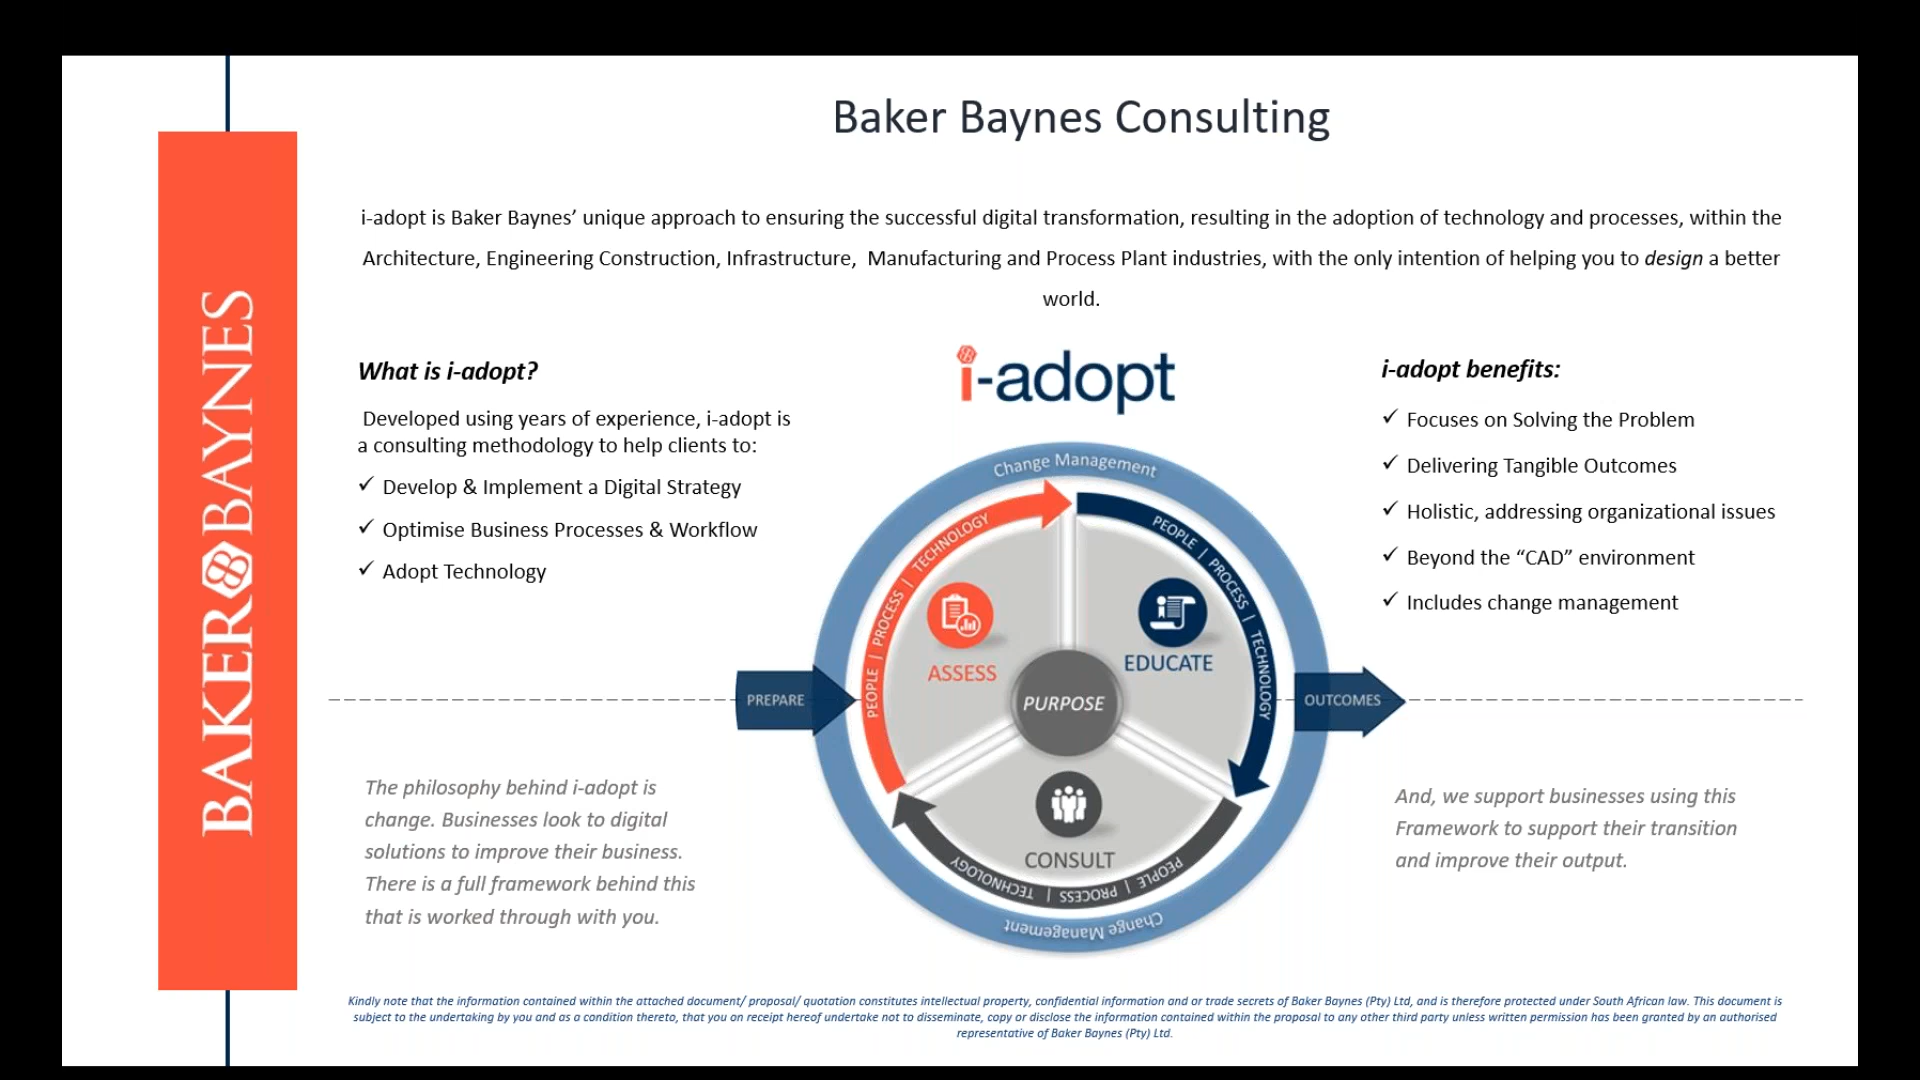 Baker Baynes Consulting
i-adopt is Baker Baynes’ unique approach to ensuring the successful digital transformation, resulting in the adoption of technology and processes, within the
Architecture, Engineering Construction, Infrastructure,  Manufacturing and Process Plant industries, with the only intention of helping you to design a better
world.
BAKER BAYNES
What is i-adopt?
Developed using years of experience, i-adopt is
a consulting methodology to help clients to:
✓ Develop & Implement a Digital Strategy
✓ Optimise Business Processes & Workflow
✓ Adopt Technology
i-adopt
Change Management
PEOPLE | PROCESS | TECHNOLOGY
PEOPLE | PROCESS | TECHNOLOGY
ASSESS
EDUCATE
PREPARE
PURPOSE
OUTCOMES
CONSULT
PEOPLE | PROCESS | TECHNOLOGY
Change Management
i-adopt benefits:
✓ Focuses on Solving the Problem
✓ Delivering Tangible Outcomes
✓ Holistic, addressing organizational issues
✓ Beyond the “CAD” environment
✓ Includes change management
The philosophy behind i-adopt is
change. Businesses look to digital
solutions to improve their business.
There is a full framework behind this
that is worked through with you.
And, we support businesses using this
Framework to support their transition
and improve their output.
Kindly note that the information contained within the attached document/ proposal/ quotation constitutes intellectual property, confidential information and or trade secrets of Baker Baynes (Pty) Ltd, and is therefore protected under South African law. This document is
subject to the undertaking by you and as a condition thereto, that you on receipt hereof undertake not to disseminate, copy or disclose the information contained within the proposal to any other third party unless written permission has been granted by an authorised
representative of Baker Baynes (Pty) Ltd.